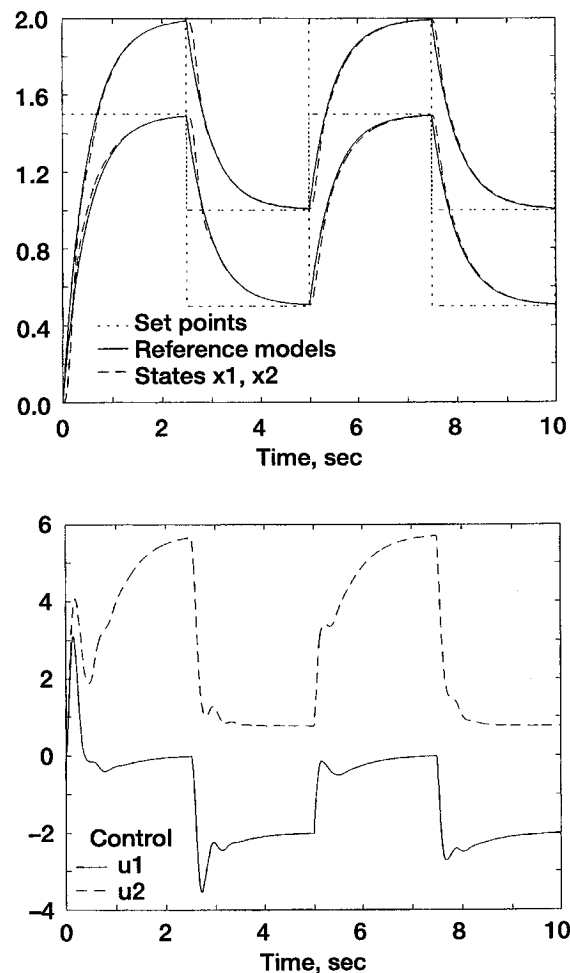 2.0
1.6
1.2
0.8
0.4
0.0
Set points
Reference models
States x1, x2
0 2 4 6 8 10
Time, sec
6
4
2
0
−2
−4
Control
u1
u2
0 2 4 6 8 10
Time, sec